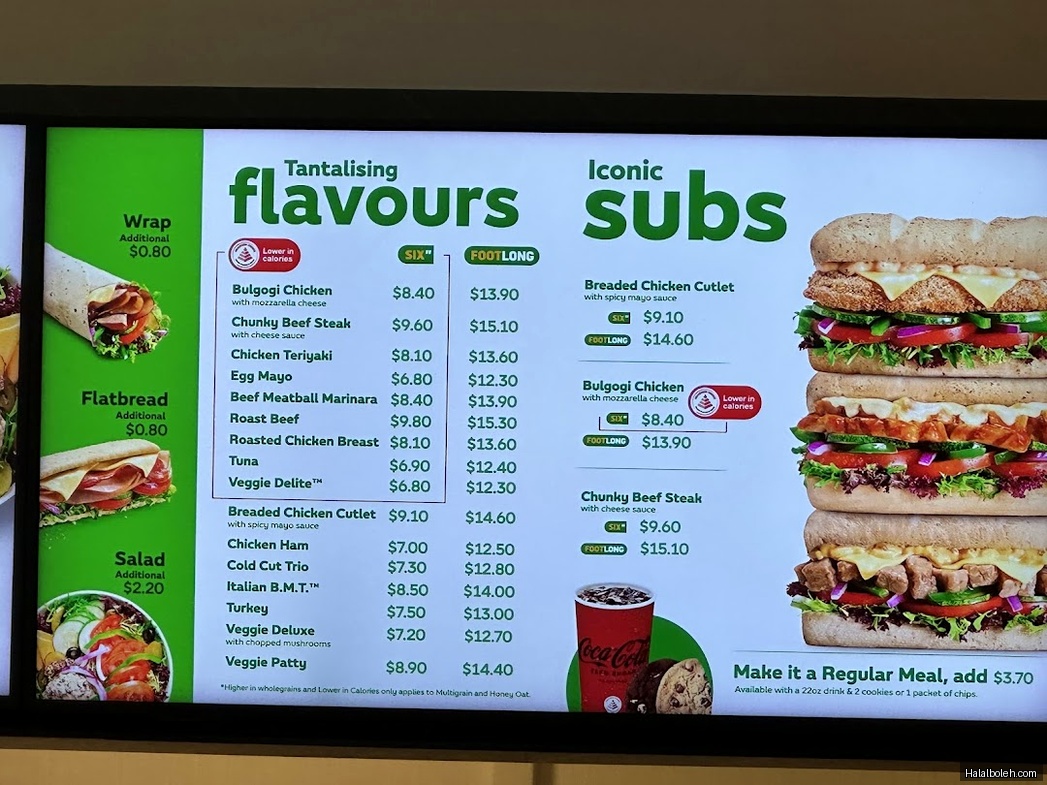 Wrap
Additional
$0.80
Flatbread
Additional
$0.80
Salad
Additional
$2.20
Tantalising
flavours
Lower in calories
SIX" FOOTLONG
Bulgogi Chicken $8.40 $13.90
with mozzarella cheese
Chunky Beef Steak $9.60 $15.10
with cheese sauce
Chicken Teriyaki $8.10 $13.60
Egg Mayo $6.80 $12.30
Beef Meatball Marinara $8.40 $13.90
Roast Beef $9.80 $15.30
Roasted Chicken Breast $8.10 $13.60
Tuna $6.90 $12.40
Veggie Delite™ $6.80 $12.30
Breaded Chicken Cutlet $9.10 $14.60
with spicy mayo sauce
Chicken Ham $7.00 $12.50
Cold Cut Trio $7.30 $12.80
Italian B.M.T.™ $8.50 $14.00
Turkey $7.50 $13.00
Veggie Deluxe $7.20 $12.70
with chopped mushrooms
Veggie Patty $8.90 $14.40
*Higher in wholegrains and Lower in Calories only applies to Multigrain and Honey Oat.
Iconic
subs
Breaded Chicken Cutlet
with spicy mayo sauce
SIX" $9.10
FOOTLONG $14.60
Bulgogi Chicken
with mozzarella cheese
Lower in calories
SIX" $8.40
FOOTLONG $13.90
Chunky Beef Steak
with cheese sauce
SIX" $9.60
FOOTLONG $15.10
Coca-Cola
Make it a Regular Meal, add $3.70
Available with a 22oz drink & 2 cookies or 1 packet of chips.
Halalboleh.com